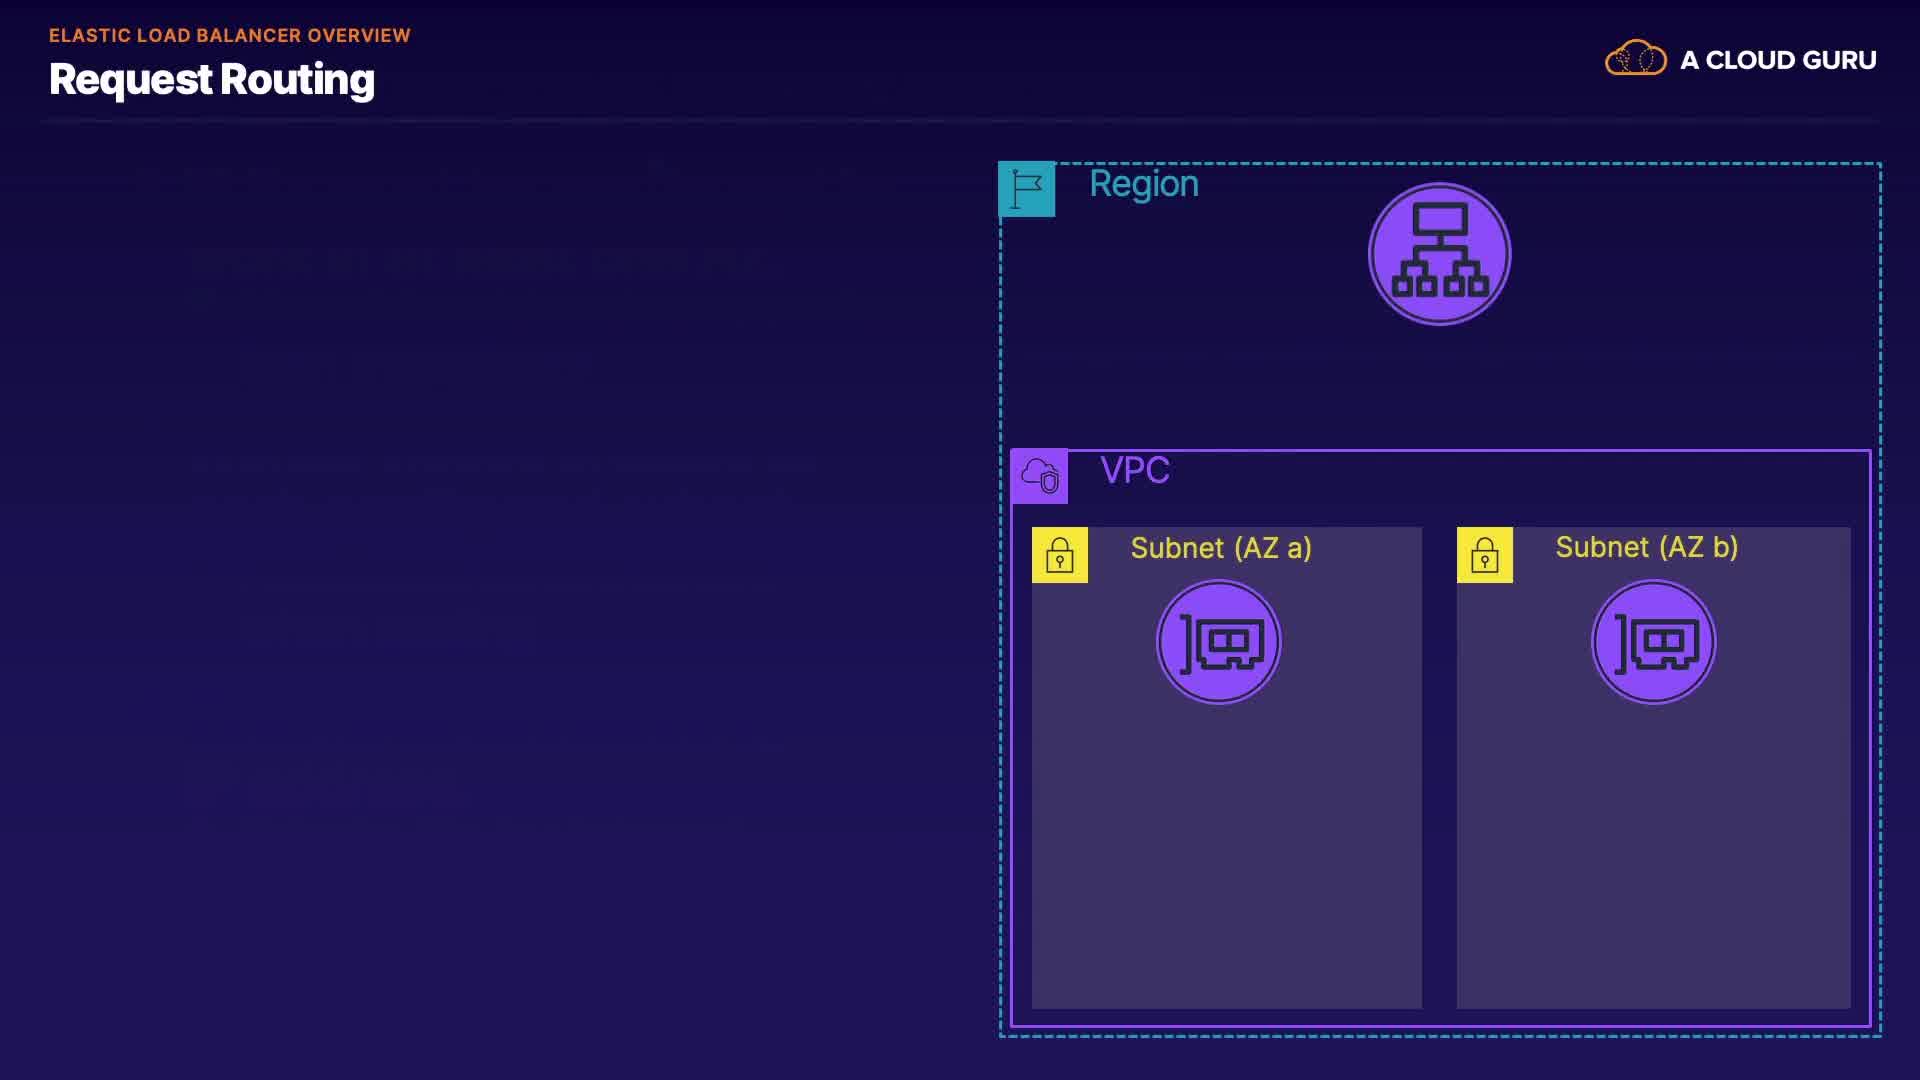 ELASTIC LOAD BALANCER OVERVIEW
Request Routing
A CLOUD GURU
Region
VPC
Subnet (AZ a)
Subnet (AZ b)